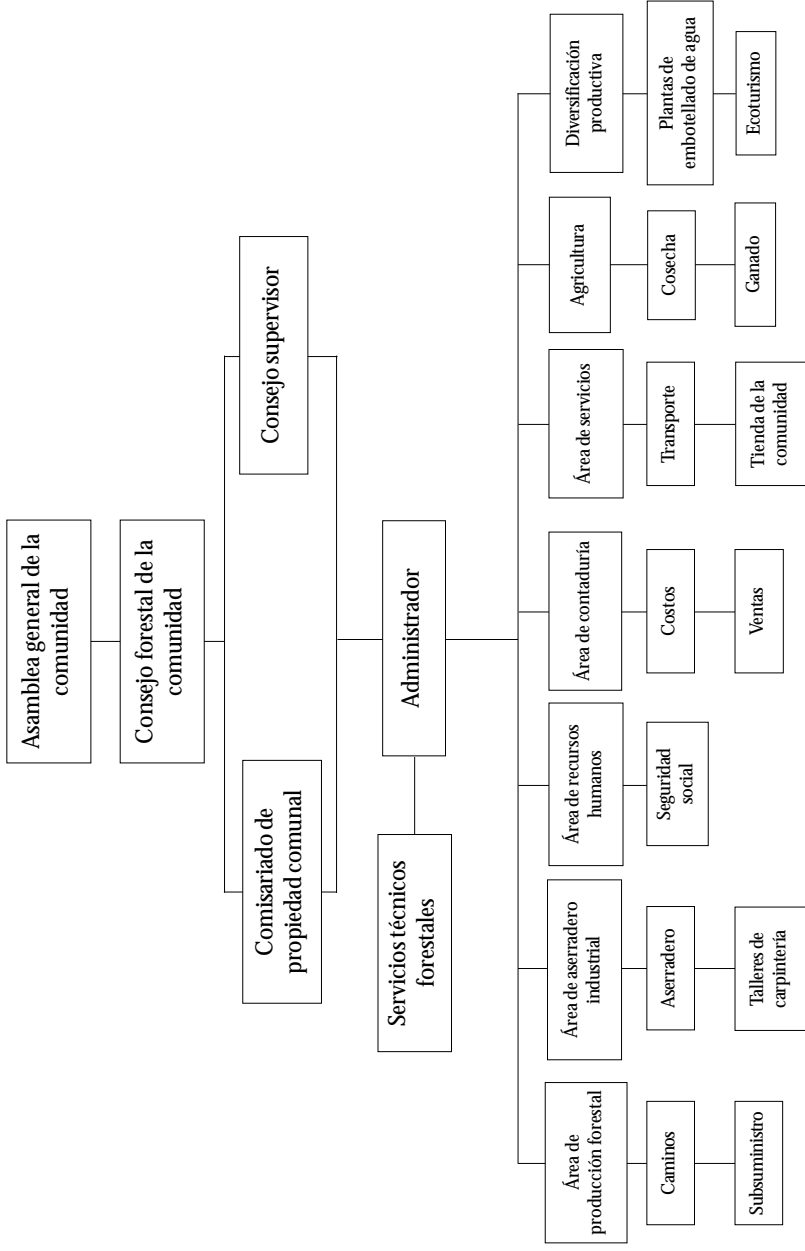 Asamblea general de la
comunidad
Consejo forestal de la
comunidad
Comisariado de
propiedad comunal
Consejo supervisor
Servicios técnicos
forestales
Administrador
Área de
producción forestal
Caminos
Subsuministro
Área de aserradero
industrial
Aserradero
Talleres de
carpintería
Área de recursos
humanos
Seguridad
social
Área de contaduría
Costos
Ventas
Área de servicios
Transporte
Tienda de la
comunidad
Agricultura
Cosecha
Ganado
Diversificación
productiva
Plantas de
embotellado de agua
Ecoturismo